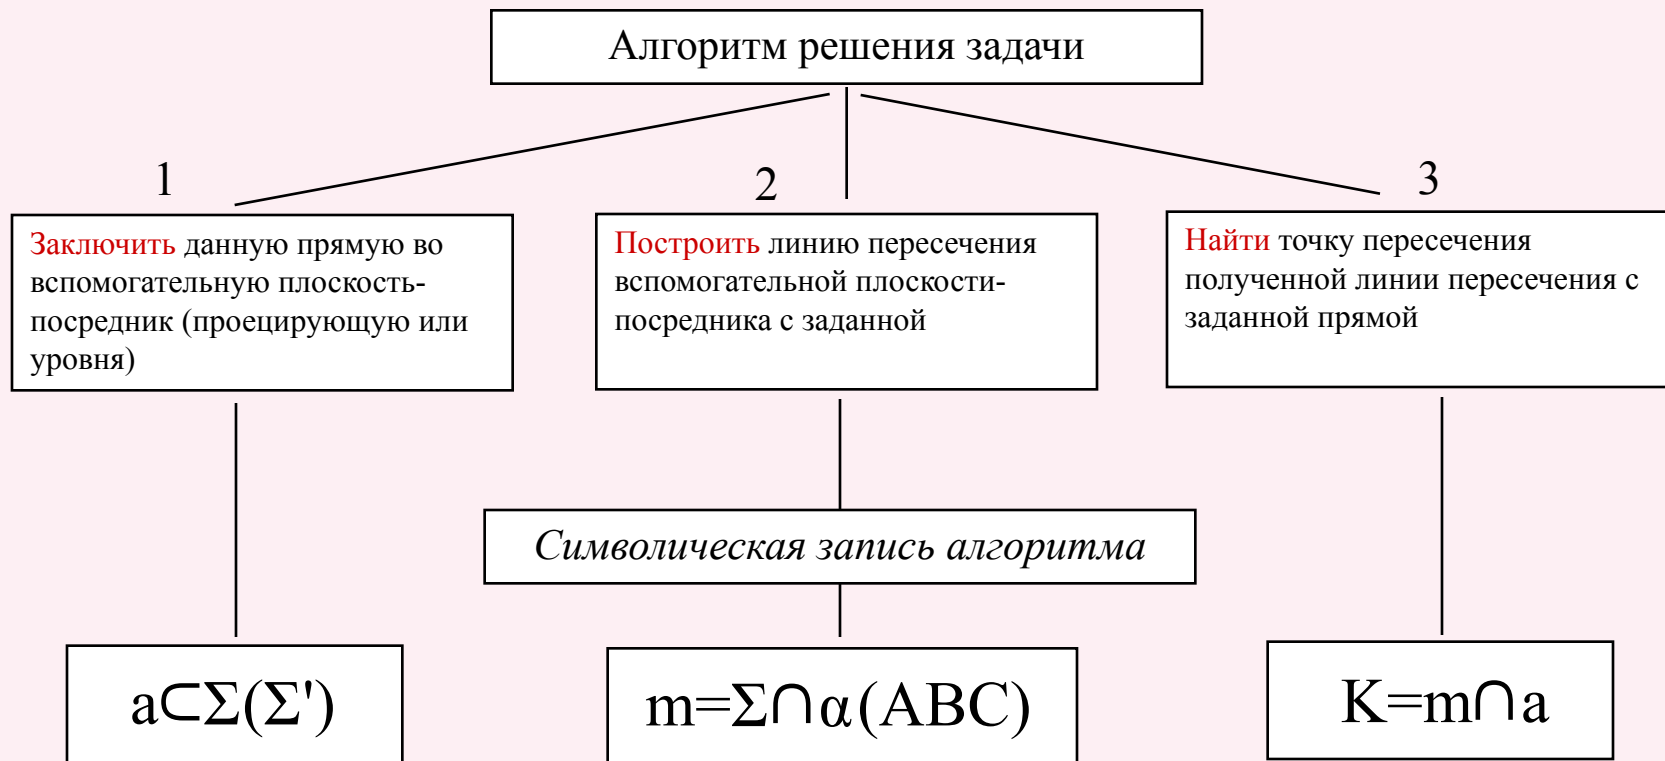 Алгоритм решения задачи
1
Заключить данную прямую во
вспомогательную плоскость-
посредник (проецирующую или
уровня)
2
Построить линию пересечения
вспомогательной плоскости-
посредника с заданной
3
Найти точку пересечения
полученной линии пересечения с
заданной прямой
Символическая запись алгоритма
a⊂Σ(Σ')
m=Σ∩α(ABC)
K=m∩a